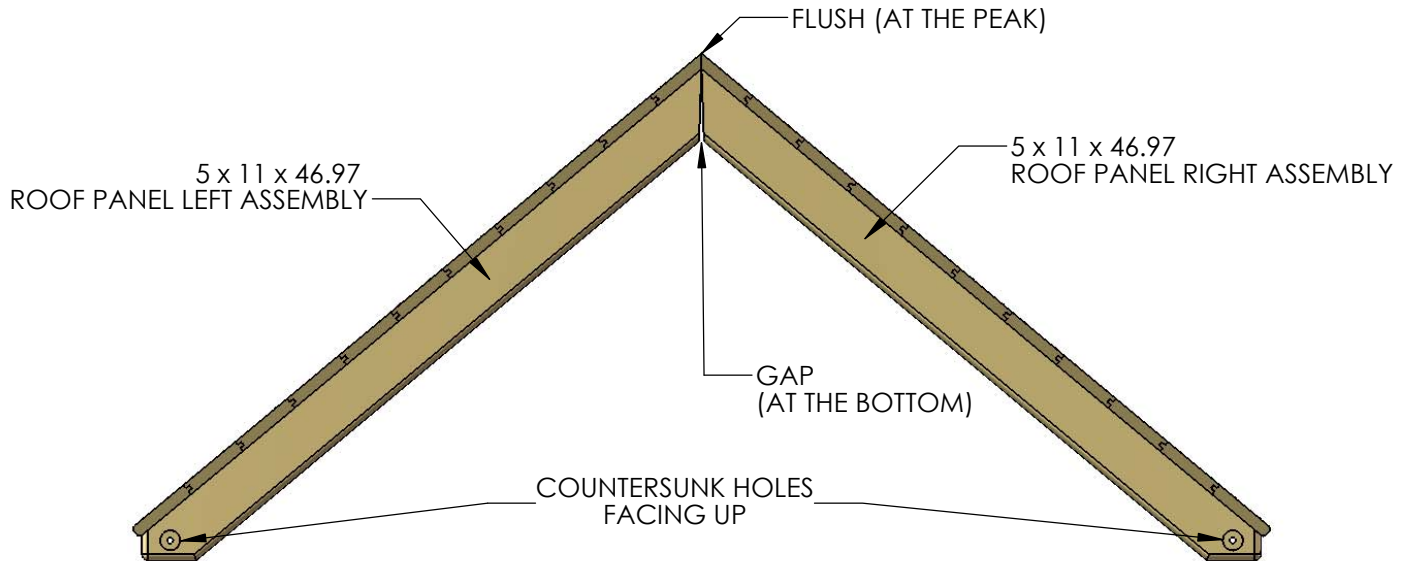 FLUSH (AT THE PEAK)
5 x 11 x 46.97
ROOF PANEL LEFT ASSEMBLY
5 x 11 x 46.97
ROOF PANEL RIGHT ASSEMBLY
GAP
(AT THE BOTTOM)
COUNTERSUNK HOLES
FACING UP